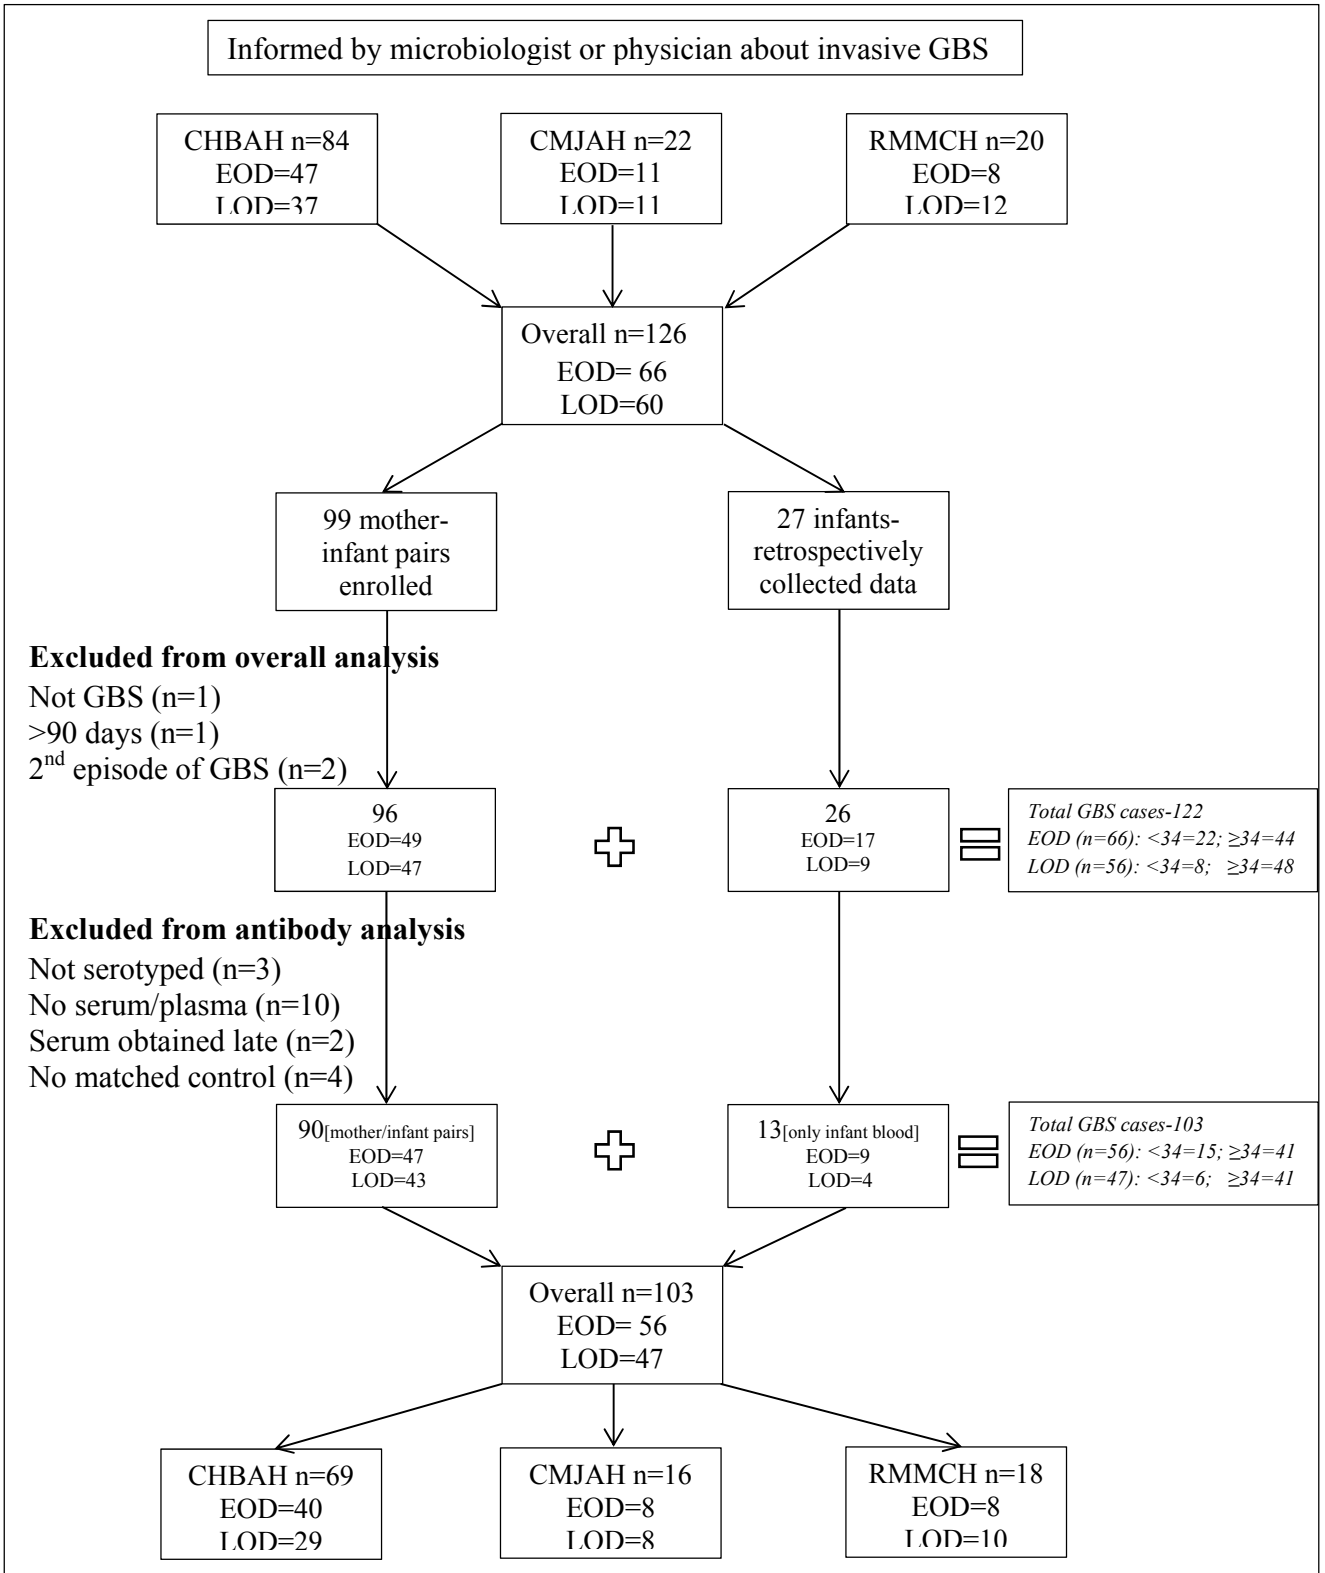 Informed by microbiologist or physician about invasive GBS
CHBAH n=84
EOD=47
LOD=37
CMJAH n=22
EOD=11
LOD=11
RMMCH n=20
EOD=8
LOD=12
Overall n=126
EOD= 66
LOD=60
99 mother-
infant pairs
enrolled
27 infants-
retrospectively
collected data
Excluded from overall analysis
Not GBS (n=1)
>90 days (n=1)
2nd episode of GBS (n=2)
96
EOD=49
LOD=47
26
EOD=17
LOD=9
Total GBS cases-122
EOD (n=66): <34=22; ≥34=44
LOD (n=56): <34=8; ≥34=48
Excluded from antibody analysis
Not serotyped (n=3)
No serum/plasma (n=10)
Serum obtained late (n=2)
No matched control (n=4)
90[mother/infant pairs]
EOD=47
LOD=43
13[only infant blood]
EOD=9
LOD=4
Total GBS cases-103
EOD (n=56): <34=15; ≥34=41
LOD (n=47): <34=6; ≥34=41
Overall n=103
EOD= 56
LOD=47
CHBAH n=69
EOD=40
LOD=29
CMJAH n=16
EOD=8
LOD=8
RMMCH n=18
EOD=8
LOD=10